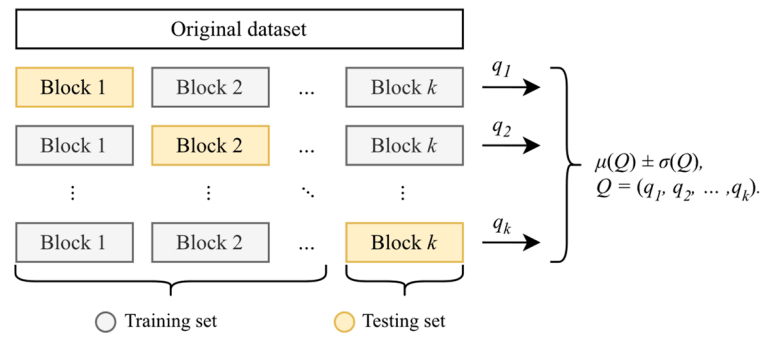 Original dataset
Block 1 Block 2 ... Block k q1
Block 1 Block 2 ... Block k q2
⋮ ⋮ ⋱ ⋮
Block 1 Block 2 ... Block k qk
μ(Q) ± σ(Q),
Q = (q1, q2, ... ,qk).
Training set Testing set